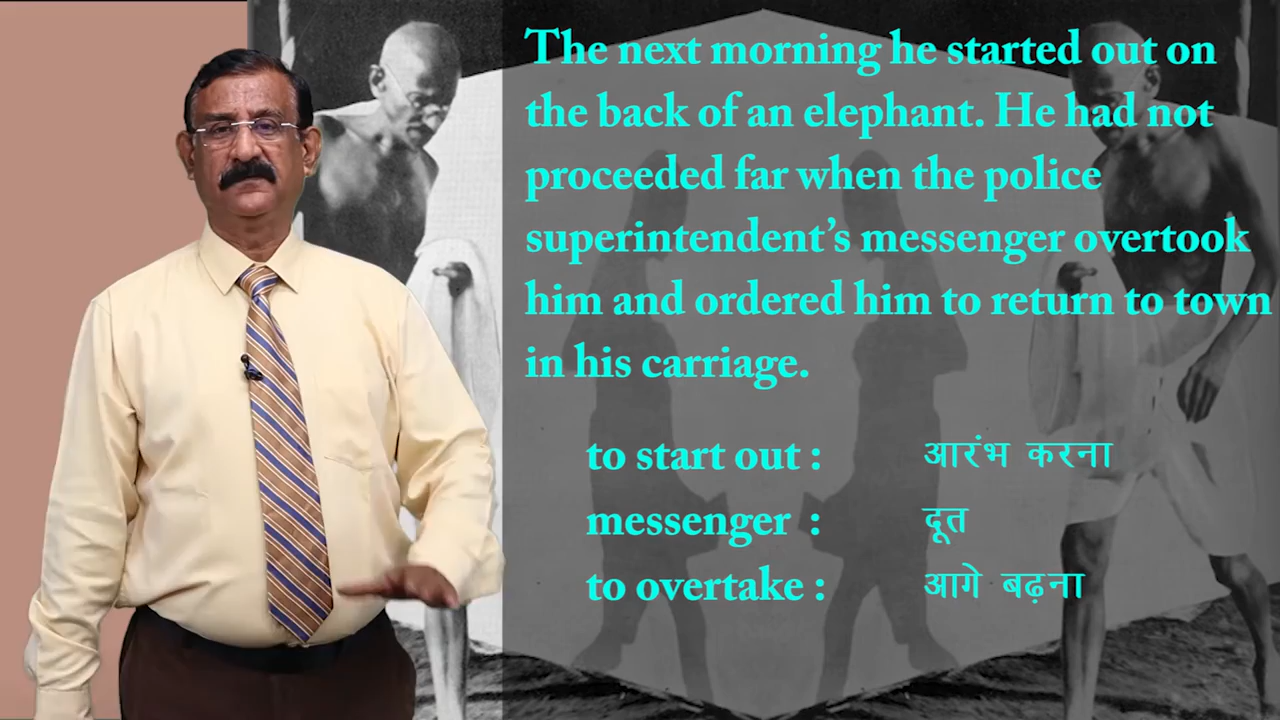 The next morning he started out on
the back of an elephant. He had not
proceeded far when the police
superintendent’s messenger overtook
him and ordered him to return to town
in his carriage.
to start out : आरंभ करना
messenger : दूत
to overtake : आगे बढ़ना